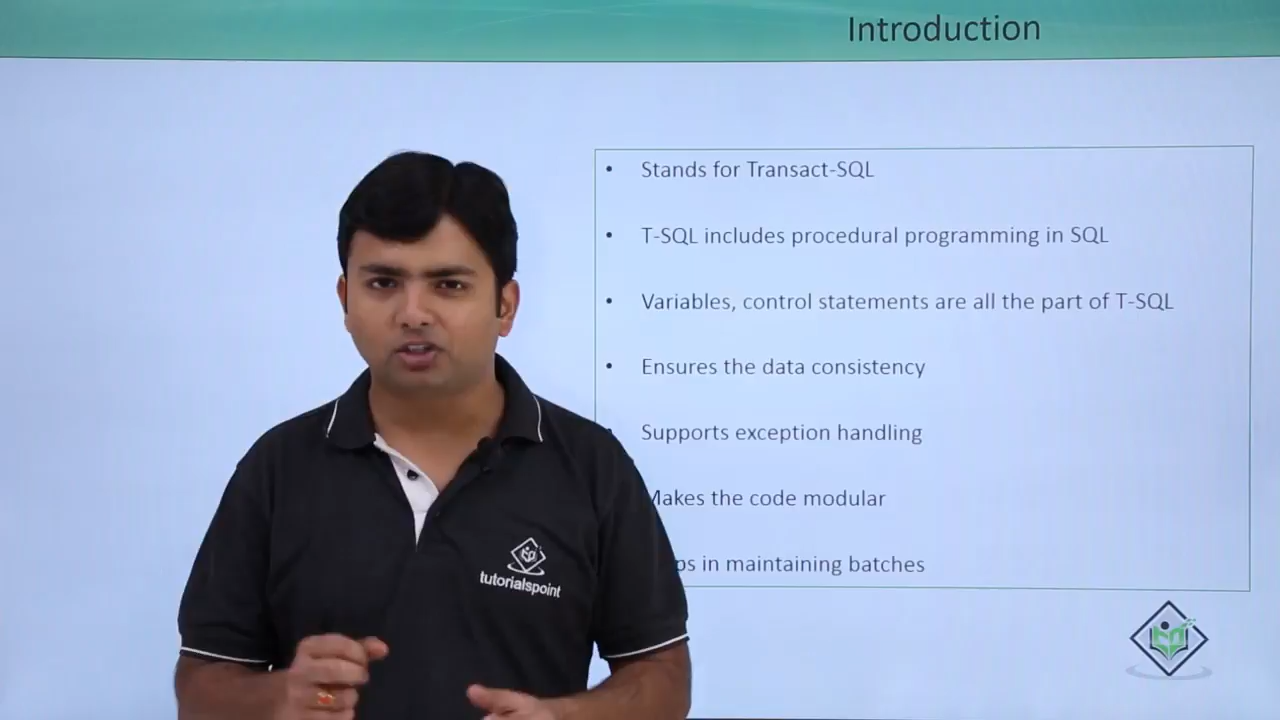 Introduction
• Stands for Transact-SQL
• T-SQL includes procedural programming in SQL
• Variables, control statements are all the part of T-SQL
• Ensures the data consistency
Supports exception handling
Makes the code modular
ps in maintaining batches
tutorialspoint